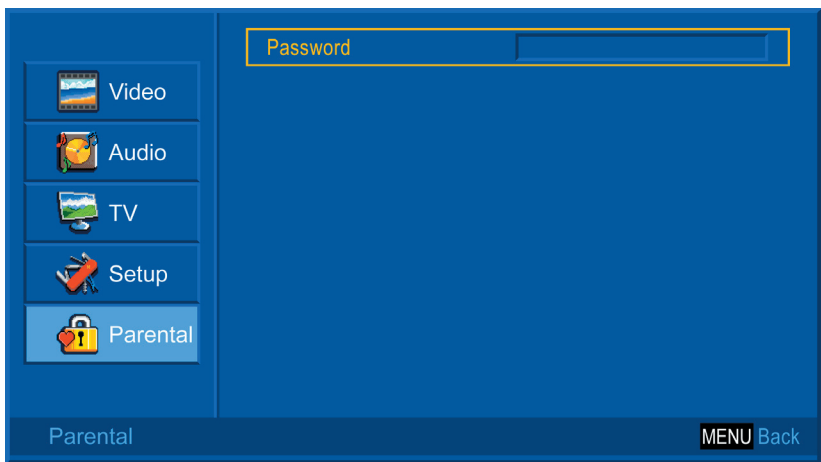 Password
Video
Audio
TV
Setup
Parental
Parental
MENU Back